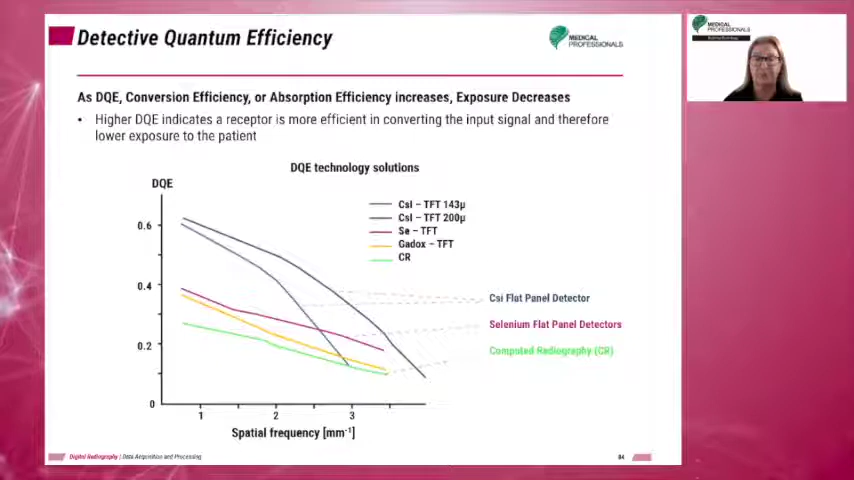 Detective Quantum Efficiency
MEDICAL
PROFESSIONALS
MEDICAL
PROFESSIONALS
As DQE, Conversion Efficiency, or Absorption Efficiency increases, Exposure Decreases
• Higher DQE indicates a receptor is more efficient in converting the input signal and therefore
lower exposure to the patient
DQE technology solutions
DQE
CsI – TFT 143µ
CsI – TFT 200µ
Se – TFT
Gadox – TFT
CR
0.6
0.4
0.2
0
1
2
3
Spatial frequency [mm⁻¹]
Csi Flat Panel Detector
Selenium Flat Panel Detectors
Computed Radiography (CR)
Digital Radiography | Data Acquisition and Processing
84